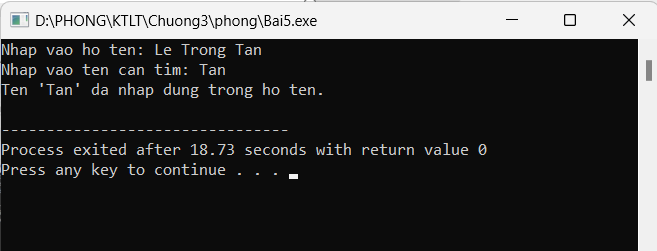 D:\PHONG\KTLT\Chuong3\phong\Bai5.exe
Nhap vao ho ten: Le Trong Tan
Nhap vao ten can tim: Tan
Ten 'Tan' da nhap dung trong ho ten.
--------------------------------
Process exited after 18.73 seconds with return value 0
Press any key to continue . . .